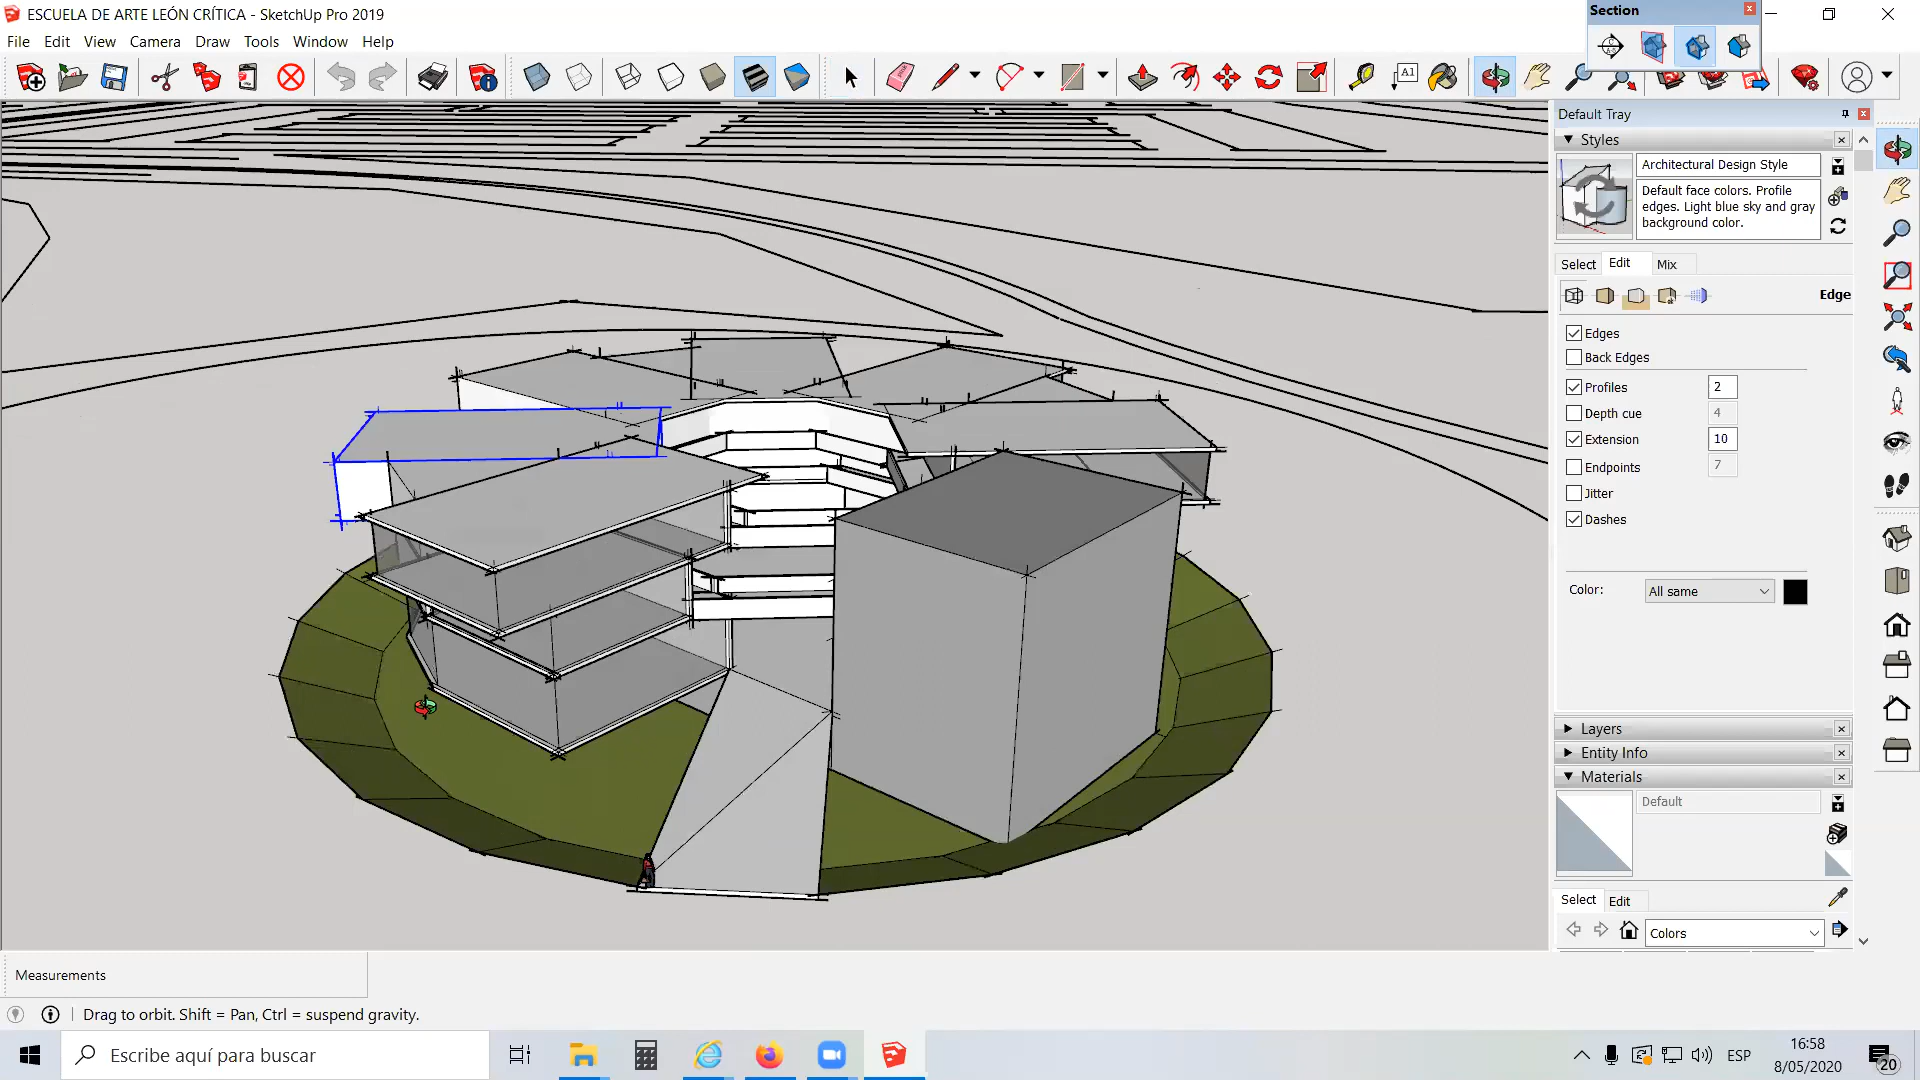 ESCUELA DE ARTE LEÓN CRÍTICA - SketchUp Pro 2019
Section
File Edit View Camera Draw Tools Window Help
A1
Default Tray
Styles
Architectural Design Style
Default face colors. Profile
edges. Light blue sky and gray
background color.
Select Edit Mix
Edge
Edges
Back Edges
Profiles 2
Depth cue 4
Extension 10
Endpoints 7
Jitter
Dashes
Color: All same
Layers
Entity Info
Materials
Default
Select Edit
Colors
Measurements
Drag to orbit. Shift = Pan, Ctrl = suspend gravity.
Escribe aquí para buscar
ESP
16:58
8/05/2020
20